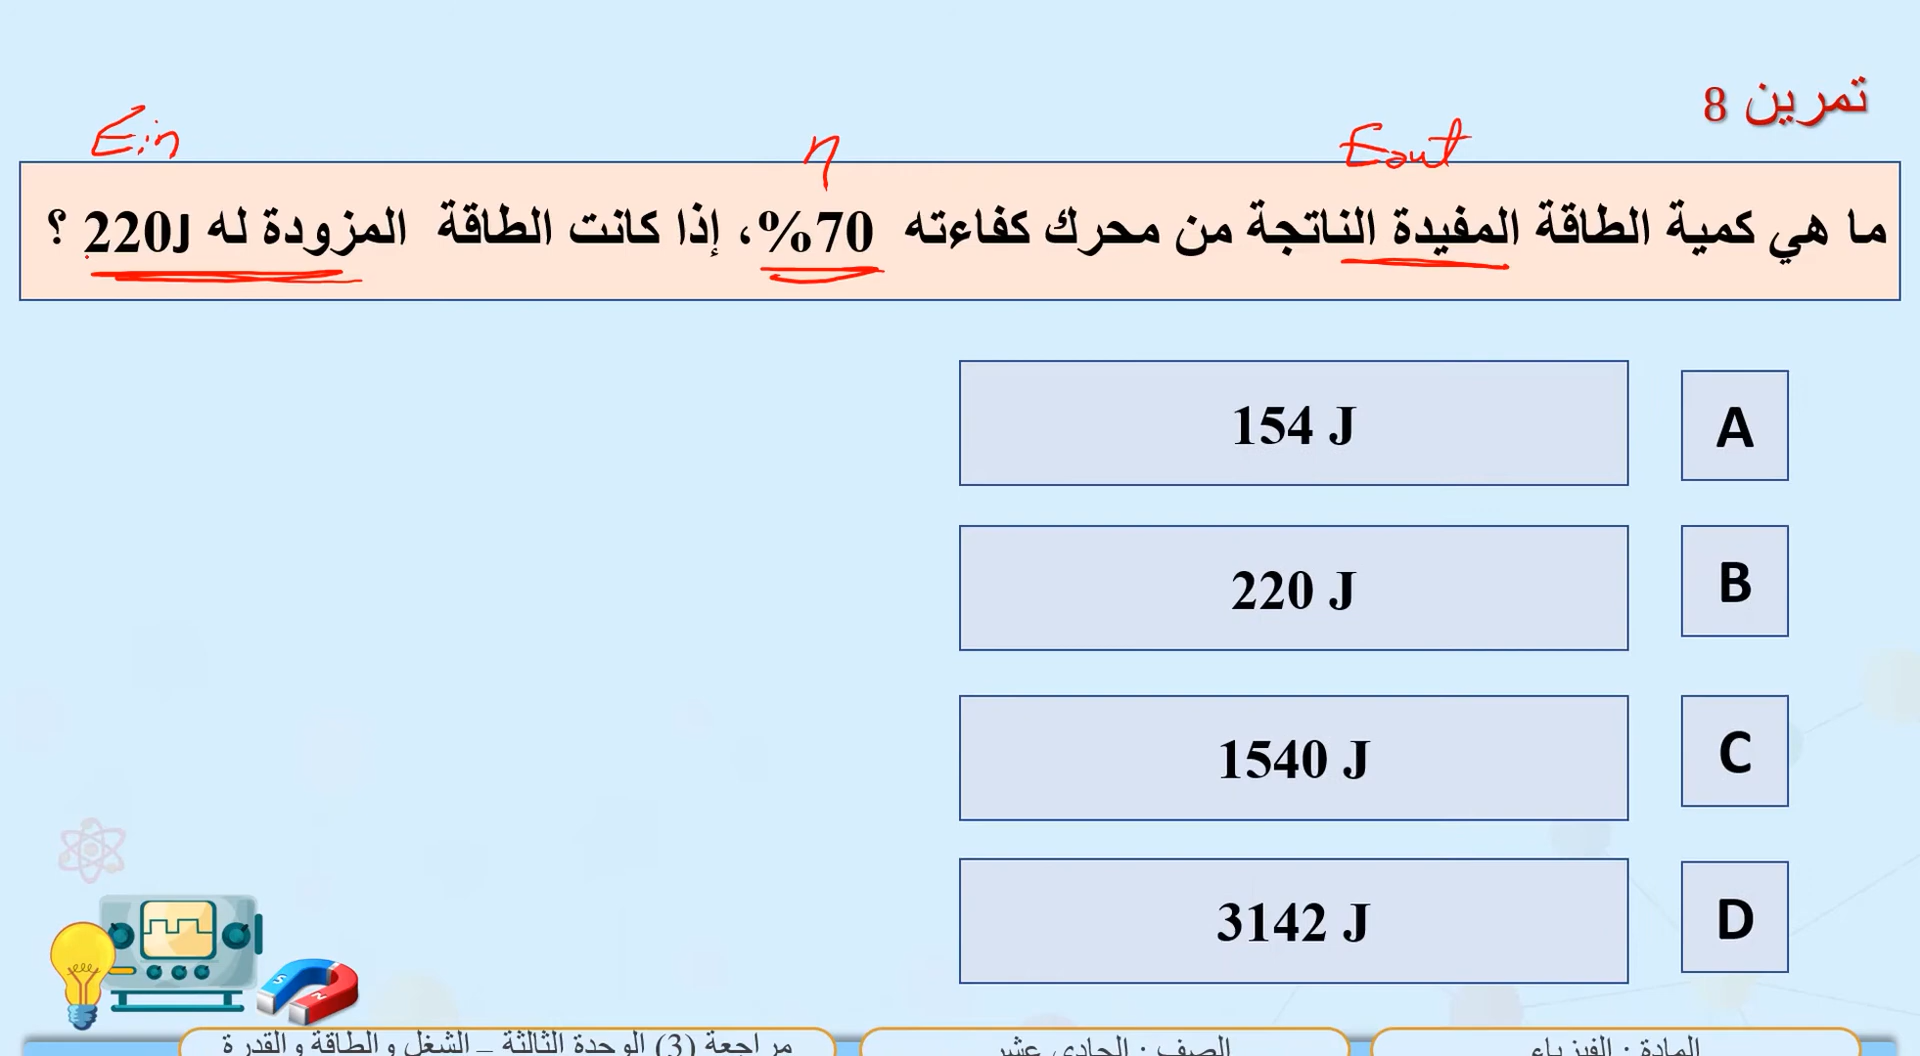 تمرين 8
Ein η Eout
ما هي كمية الطاقة المفيدة الناتجة من محرك كفاءته 70%، إذا كانت الطاقة المزودة له 220J ؟
154 J A
220 J B
1540 J C
3142 J D
S N
المادة : الفيزياء
الصف : الحادي عشر
مراجعة (3) الوحدة الثالثة – الشغل والطاقة والقدرة